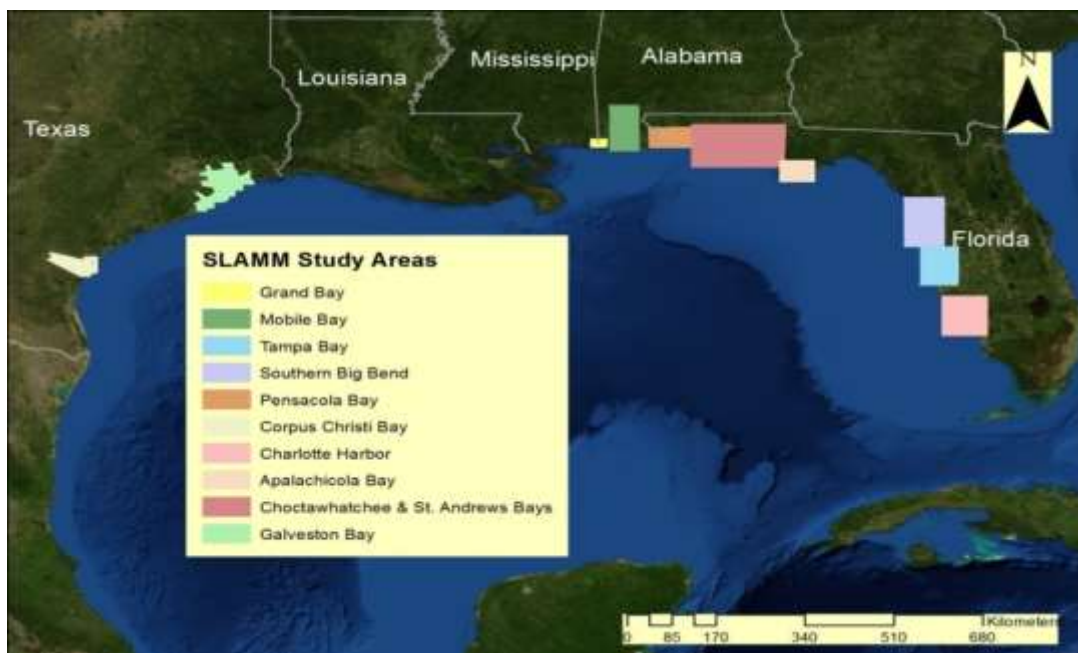 Texas
Louisiana
Mississippi
Alabama
N
Florida
SLAMM Study Areas
Grand Bay
Mobile Bay
Tampa Bay
Southern Big Bend
Pensacola Bay
Corpus Christi Bay
Charlotte Harbor
Apalachicola Bay
Choctawhatchee & St. Andrews Bays
Galveston Bay
Kilometers
0 85 170 340 510 680